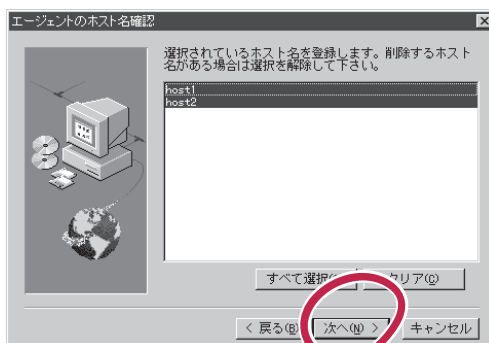 エージェントのホスト名確認
選択されているホスト名を登録します。削除するホスト
名がある場合は選択を解除して下さい。
host1
host2
すべて選択 クリア(C)
< 戻る(B) 次へ(N) > キャンセル